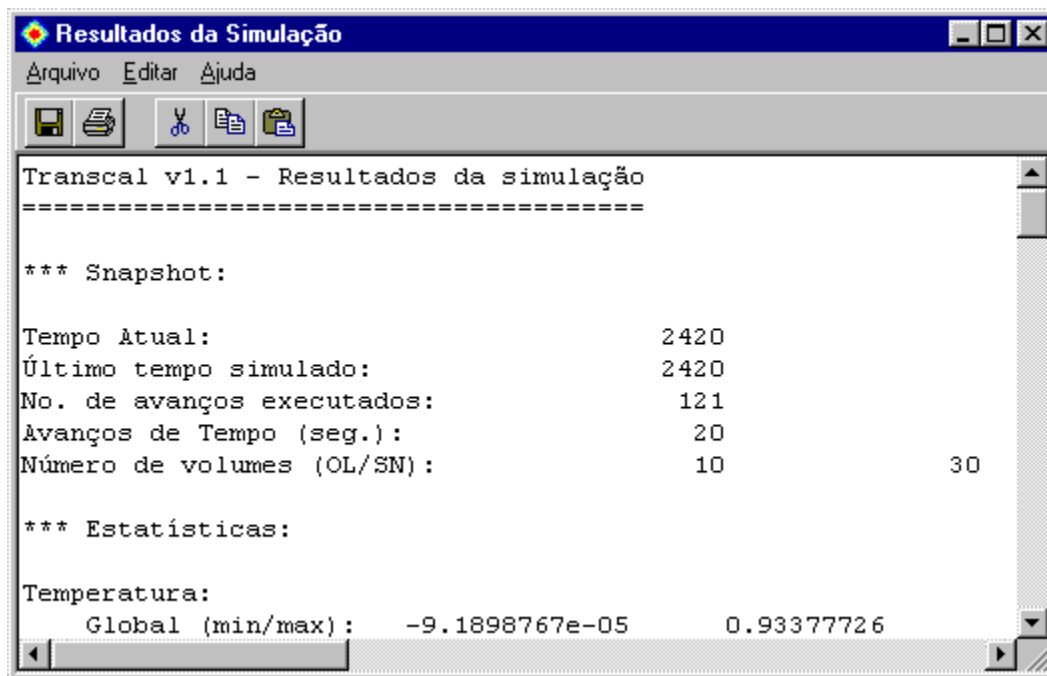 Resultados da Simulação
Arquivo Editar Ajuda
Transcal v1.1 - Resultados da simulação
=======================================
*** Snapshot:
Tempo Atual: 2420
Último tempo simulado: 2420
No. de avanços executados: 121
Avanços de Tempo (seg.): 20
Número de volumes (OL/SN): 10 30
*** Estatísticas:
Temperatura:
Global (min/max): -9.1898767e-05 0.93377726